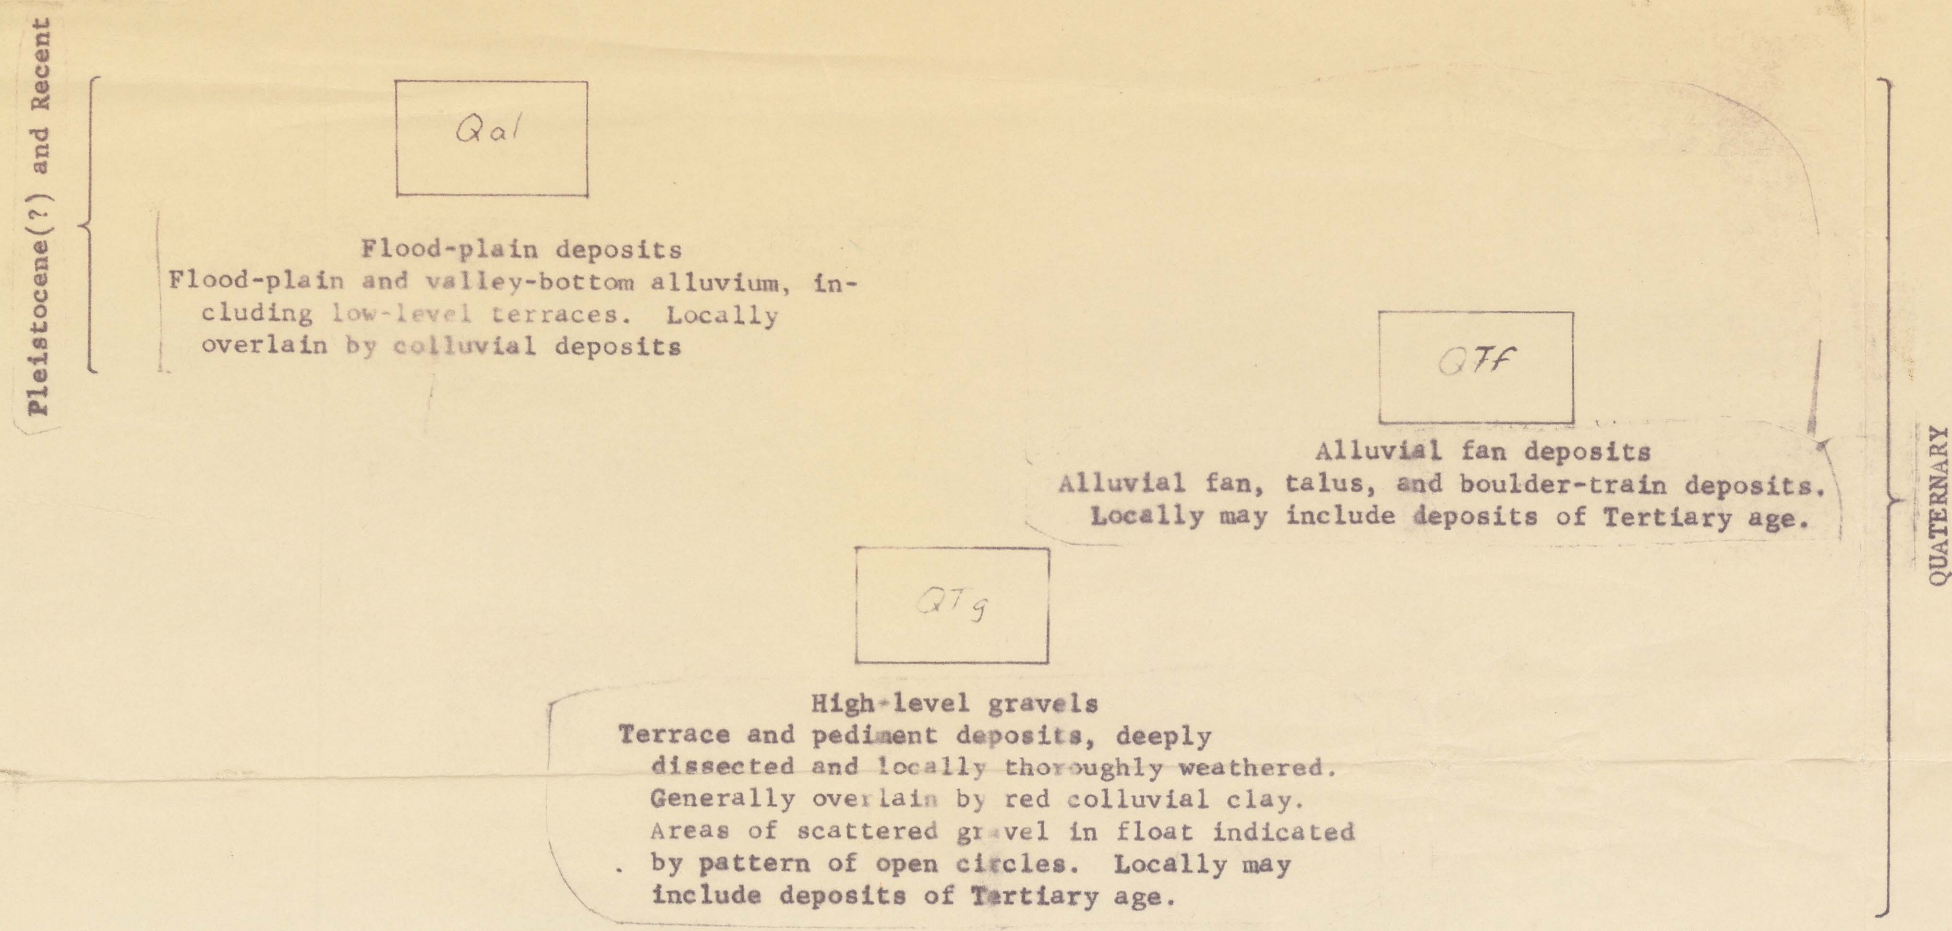 Pleistocene(?) and Recent
Qal
Flood-plain deposits
Flood-plain and valley-bottom alluvium, in-
cluding low-level terraces. Locally
overlain by colluvial deposits
QTf
Alluvial fan deposits
Alluvial fan, talus, and boulder-train deposits.
Locally may include deposits of Tertiary age.
QTg
High-level gravels
Terrace and pediment deposits, deeply
dissected and locally thoroughly weathered.
Generally overlain by red colluvial clay.
Areas of scattered gravel in float indicated
by pattern of open circles. Locally may
include deposits of Tertiary age.
QUATERNARY